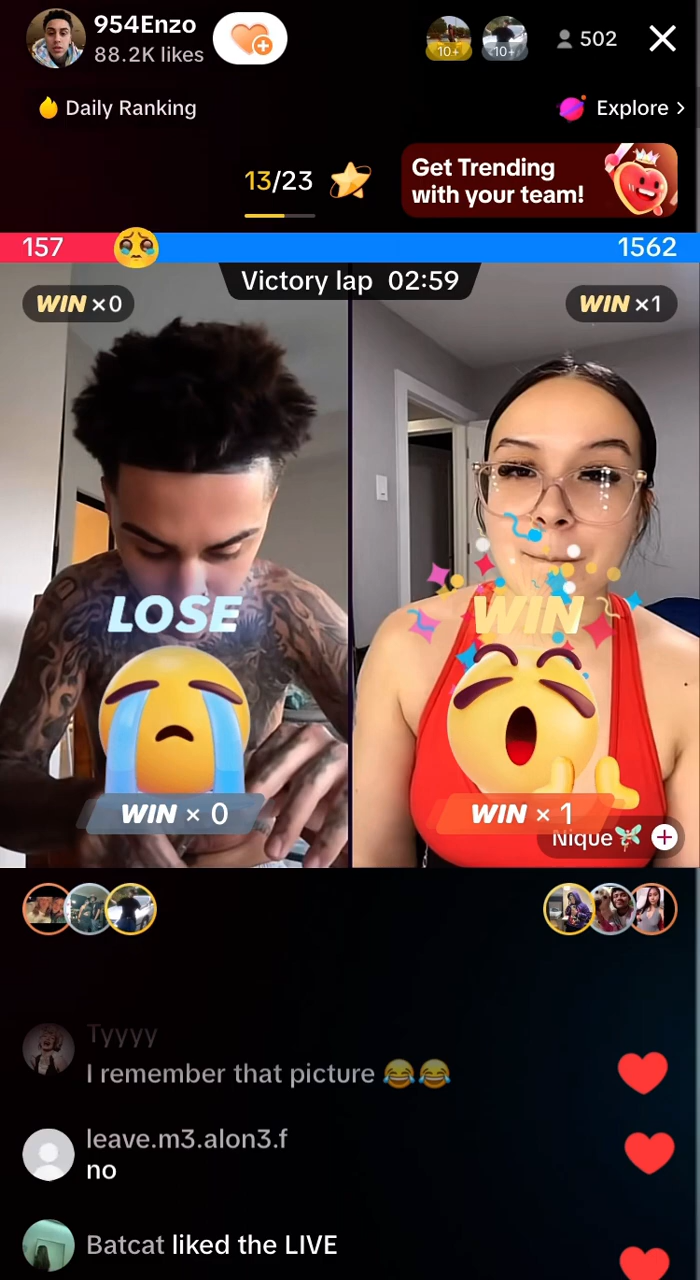 954Enzo
88.2K likes
10+
10+
502
Daily Ranking
Explore >
13/23
Get Trending
with your team!
157
1562
Victory lap 02:59
WIN ×0
WIN ×1
LOSE
WIN
WIN × 0
WIN × 1
Nique
Tyyyy
I remember that picture 😂😂
leave.m3.alon3.f
no
Batcat liked the LIVE